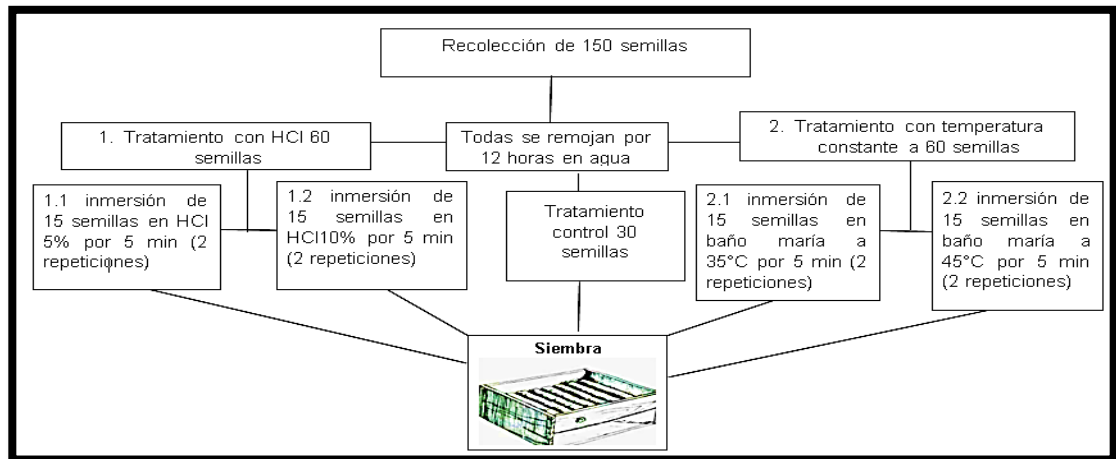 Recolección de 150 semillas
1. Tratamiento con HCl 60
semillas
Todas se remojan por
12 horas en agua
2. Tratamiento con temperatura
constante a 60 semillas
1.1 inmersión de
15 semillas en HCl
5% por 5 min (2
repeticiones)
1.2 inmersión de
15 semillas en
HCl10% por 5 min
(2 repeticiones)
Tratamiento
control 30
semillas
2.1 inmersión de
15 semillas en
baño maría a
35°C por 5 min (2
repeticiones)
2.2 inmersión de
15 semillas en
baño maría a
45°C por 5 min
(2 repeticiones)
Siembra